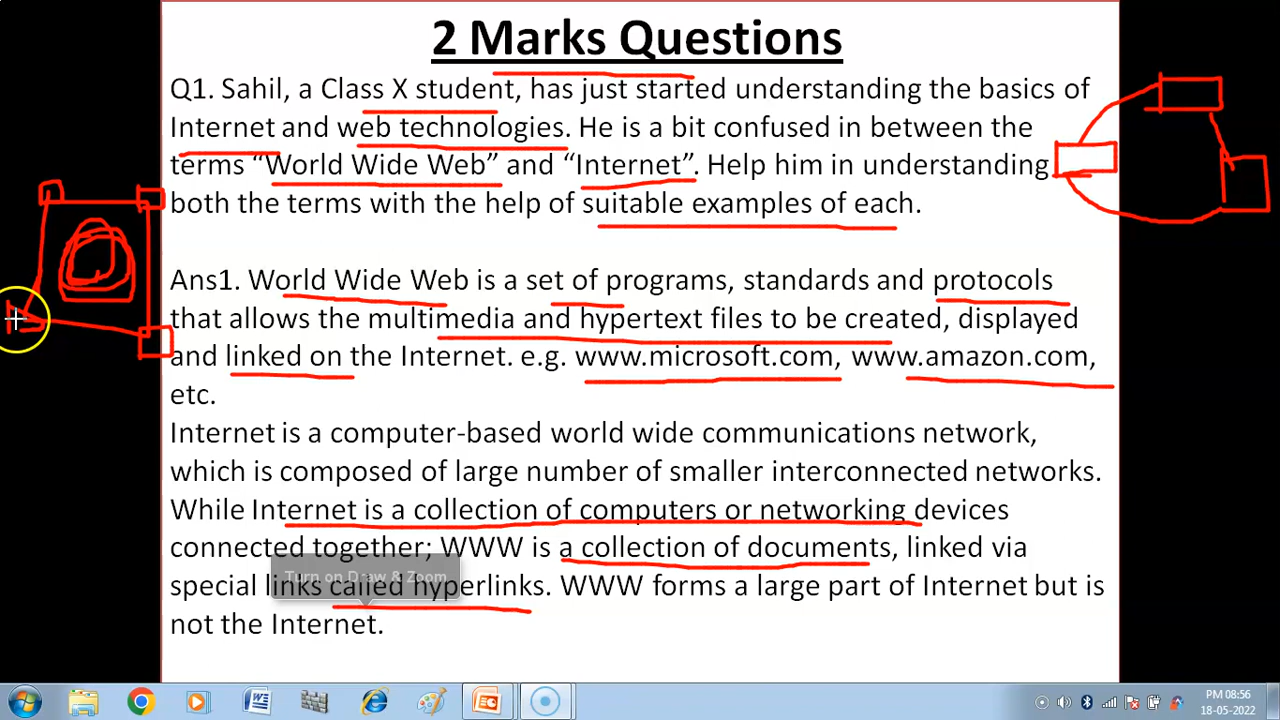 2 Marks Questions
Q1. Sahil, a Class X student, has just started understanding the basics of
Internet and web technologies. He is a bit confused in between the
terms “World Wide Web” and “Internet”. Help him in understanding
both the terms with the help of suitable examples of each.
Ans1. World Wide Web is a set of programs, standards and protocols
that allows the multimedia and hypertext files to be created, displayed
and linked on the Internet. e.g. www.microsoft.com, www.amazon.com,
etc.
Internet is a computer-based world wide communications network,
which is composed of large number of smaller interconnected networks.
While Internet is a collection of computers or networking devices
connected together; WWW is a collection of documents, linked via
Turn on Draw & Zoom
special links called hyperlinks. WWW forms a large part of Internet but is
not the Internet.
PM 08:56
18-05-2022